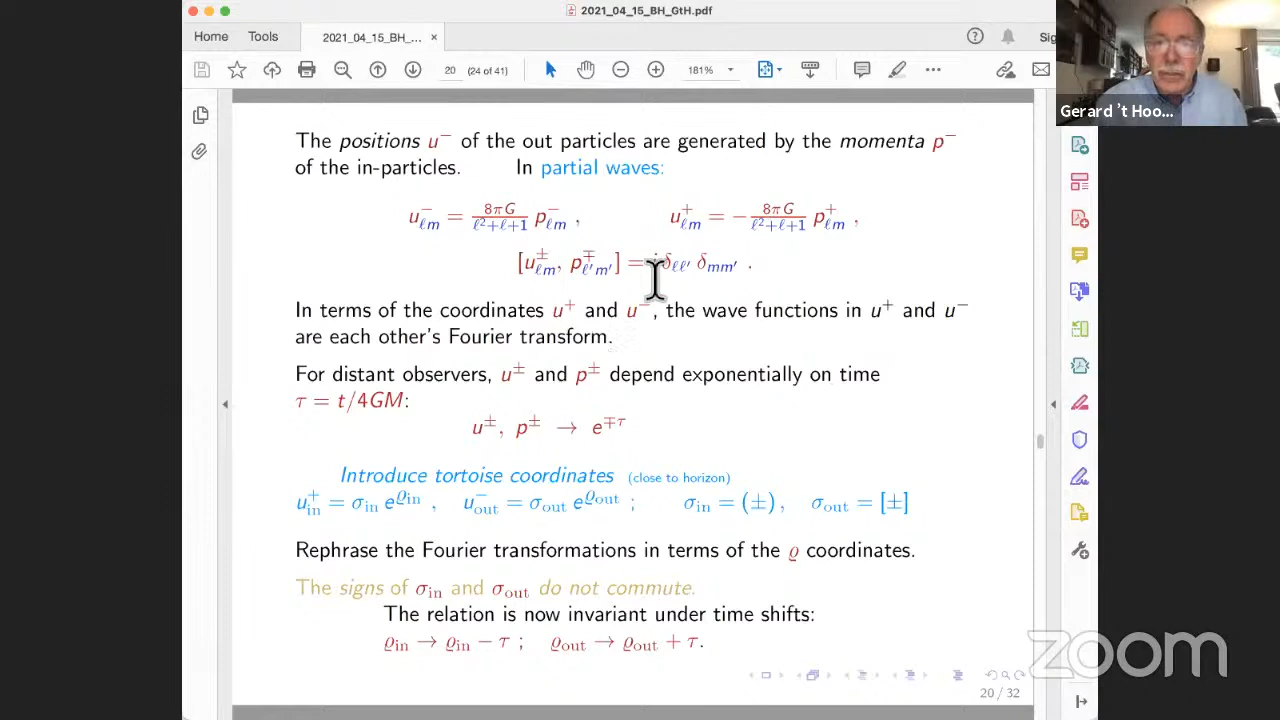 2021_04_15_BH_GtH.pdf
Home Tools 2021_04_15_BH_... × Sig
20 (24 of 41) 181%
Gerard 't Hoo...
The positions u⁻ of the out particles are generated by the momenta p⁻
of the in-particles. In partial waves:
u⁻_ℓm = 8πG/(ℓ²+ℓ+1) p⁻_ℓm , u⁺_ℓm = − 8πG/(ℓ²+ℓ+1) p⁺_ℓm ,
[u^±_ℓm, p^∓_ℓ′m′] = i δ_ℓℓ′ δ_mm′ .
In terms of the coordinates u⁺ and u⁻, the wave functions in u⁺ and u⁻
are each other's Fourier transform.
For distant observers, u^± and p^± depend exponentially on time
τ = t/4GM:
u^±, p^± → e^∓τ
Introduce tortoise coordinates (close to horizon)
u⁺_in = σ_in e^ϱ_in , u⁻_out = σ_out e^ϱ_out ; σ_in = (±) , σ_out = [±]
Rephrase the Fourier transformations in terms of the ϱ coordinates.
The signs of σ_in and σ_out do not commute.
The relation is now invariant under time shifts:
ϱ_in → ϱ_in − τ ; ϱ_out → ϱ_out + τ.
20 / 32
zoom